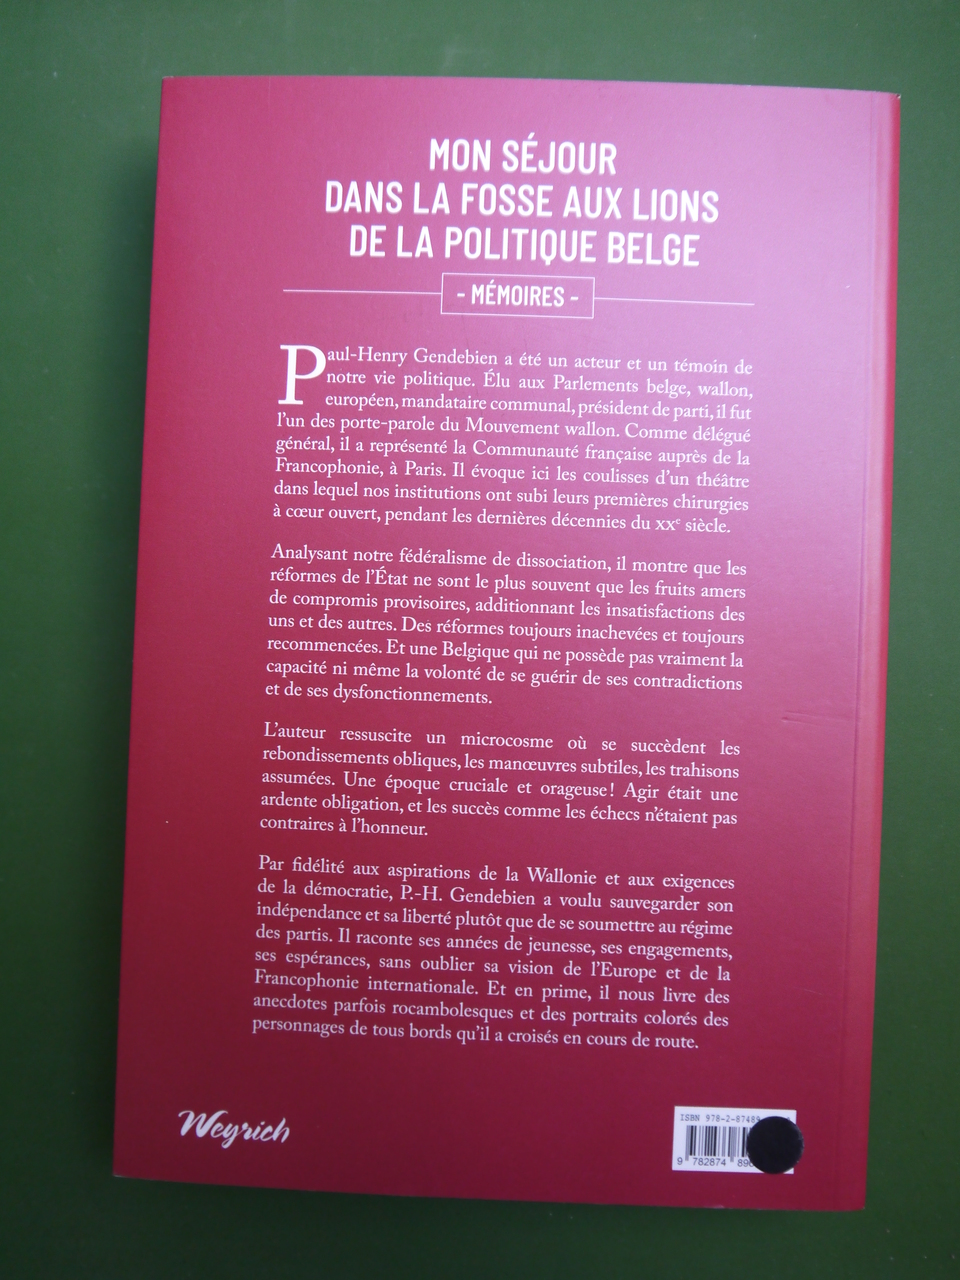 MON SÉJOUR
DANS LA FOSSE AUX LIONS
DE LA POLITIQUE BELGE
- MÉMOIRES -
Paul-Henry Gendebien a été un acteur et un témoin de
notre vie politique. Élu aux Parlements belge, wallon,
européen, mandataire communal, président de parti, il fut
l'un des porte-parole du Mouvement wallon. Comme délégué
général, il a représenté la Communauté française auprès de la
Francophonie, à Paris. Il évoque ici les coulisses d'un théâtre
dans lequel nos institutions ont subi leurs premières chirurgies
à cœur ouvert, pendant les dernières décennies du XXe siècle.
Analysant notre fédéralisme de dissociation, il montre que les
réformes de l'État ne sont le plus souvent que les fruits amers
de compromis provisoires, additionnant les insatisfactions des
uns et des autres. Des réformes toujours inachevées et toujours
recommencées. Et une Belgique qui ne possède pas vraiment la
capacité ni même la volonté de se guérir de ses contradictions
et de ses dysfonctionnements.
L'auteur ressuscite un microcosme où se succèdent les
rebondissements obliques, les manœuvres subtiles, les trahisons
assumées. Une époque cruciale et orageuse ! Agir était une
ardente obligation, et les succès comme les échecs n'étaient pas
contraires à l'honneur.
Par fidélité aux aspirations de la Wallonie et aux exigences
de la démocratie, P.-H. Gendebien a voulu sauvegarder son
indépendance et sa liberté plutôt que de se soumettre au régime
des partis. Il raconte ses années de jeunesse, ses engagements,
ses espérances, sans oublier sa vision de l'Europe et de la
Francophonie internationale. Et en prime, il nous livre des
anecdotes parfois rocambolesques et des portraits colorés des
personnages de tous bords qu'il a croisés en cours de route.
Weyrich
ISBN 978-2-87489
9 782874 89